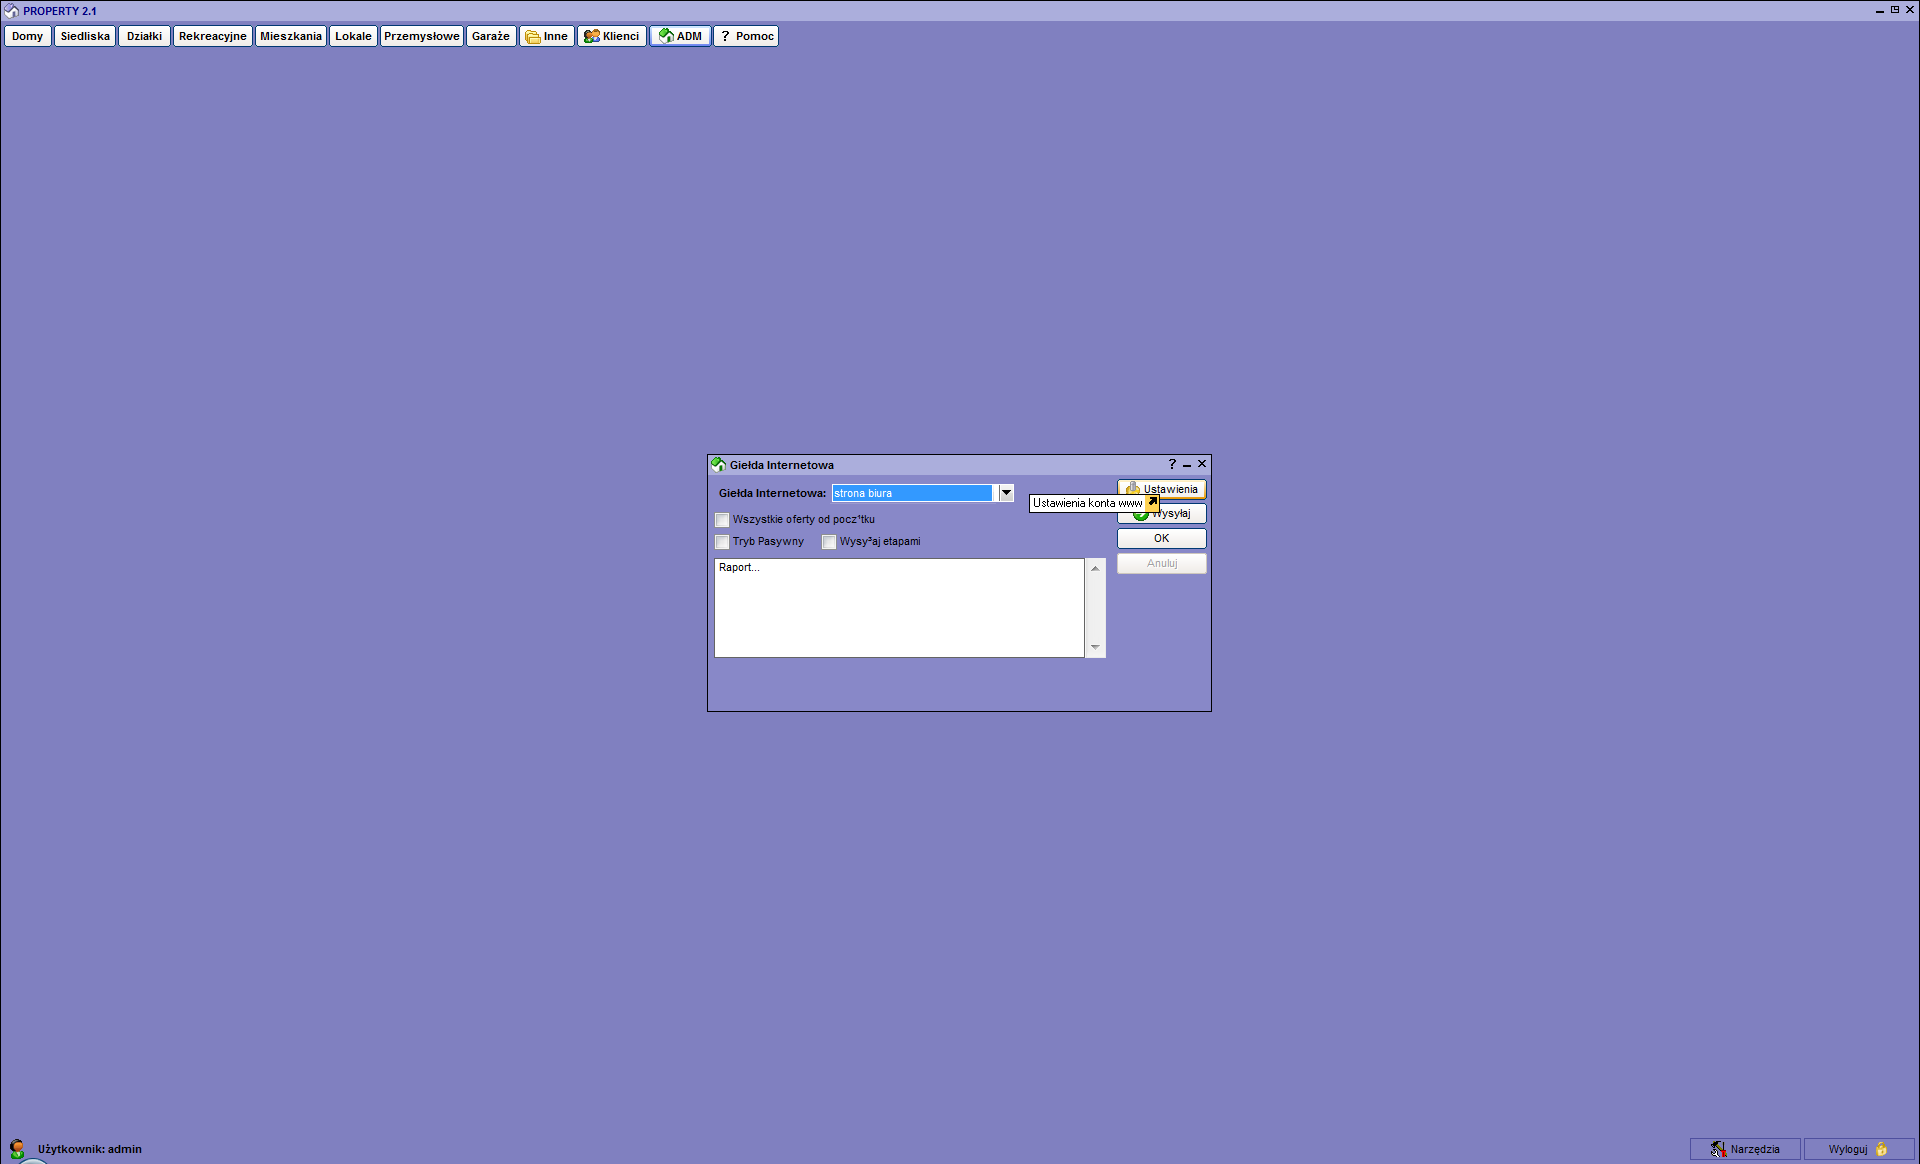 PROPERTY 2.1
Domy Siedliska Działki Rekreacyjne Mieszkania Lokale Przemysłowe Garaże Inne Klienci ADM ? Pomoc
Giełda Internetowa ?
Giełda Internetowa: strona biura
Ustawienia
Ustawienia konta www
Wysyłaj
Wszystkie oferty od pocz¹tku
OK
Tryb Pasywny Wysy³aj etapami
Anuluj
Raport...
Użytkownik: admin
Narzędzia Wyloguj